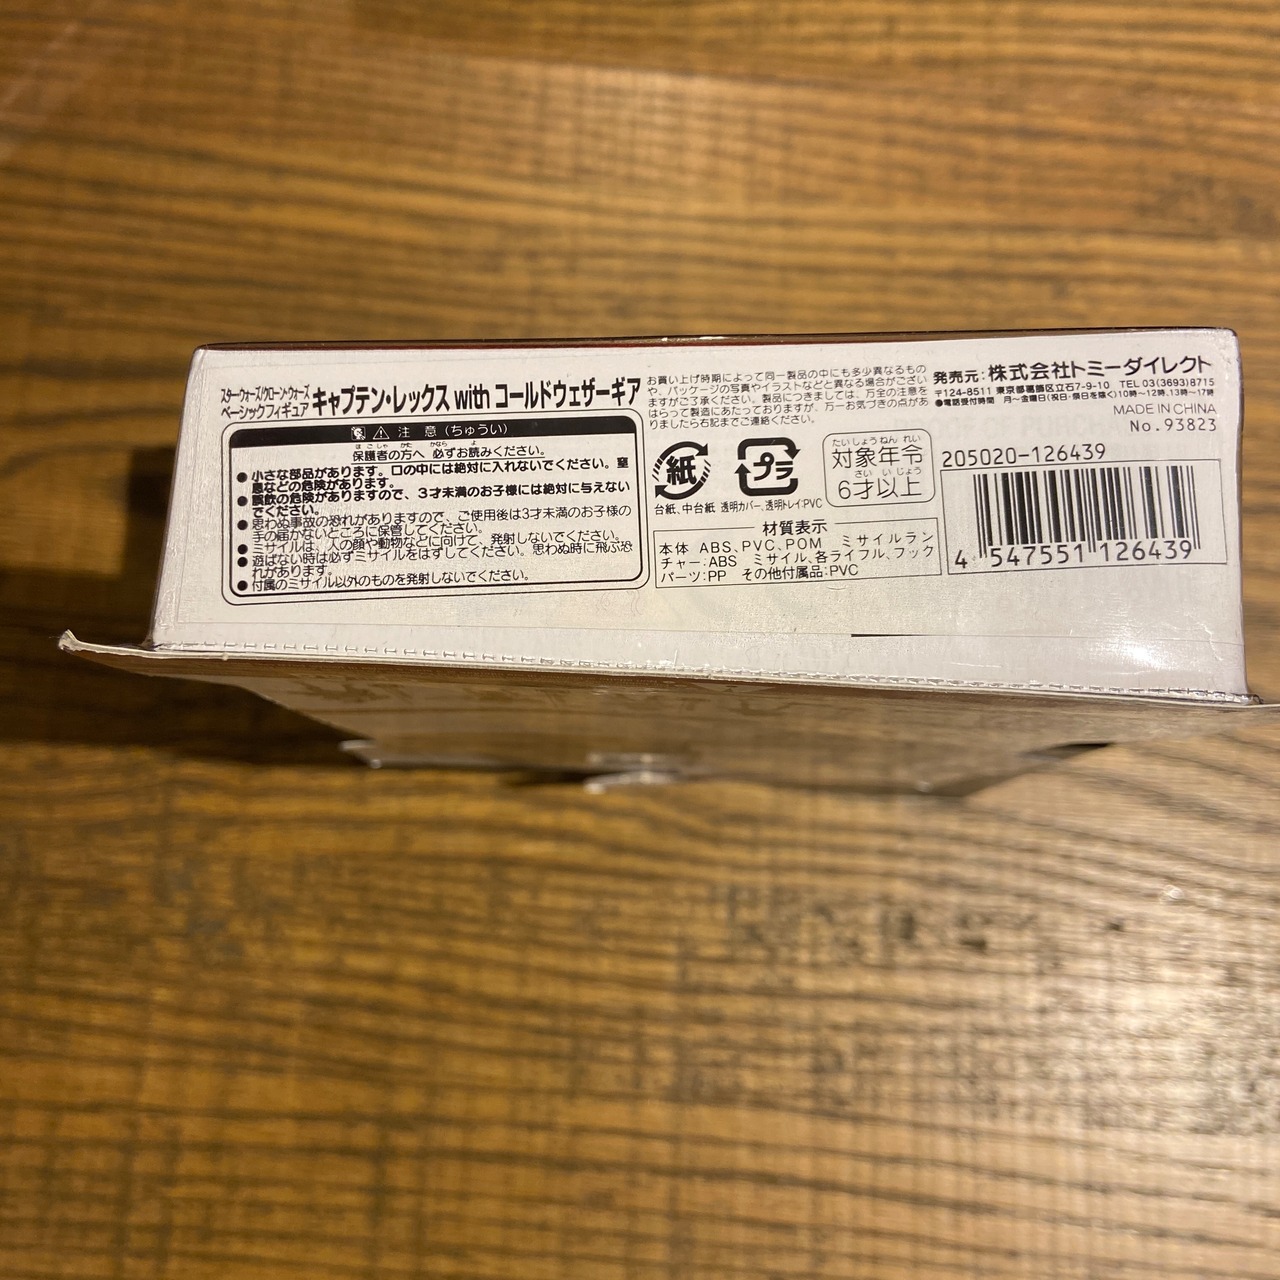 スター・ウォーズ/クローン・ウォーズ
ベーシックフィギュア キャプテン・レックス with コールドウェザーギア
注 意 (ちゅうい)
ほごしゃ かた かなら よ
保護者の方へ 必ずお読みください。
●小さな部品があります。口の中には絶対に入れないでください。窒
息などの危険があります。
●誤飲の危険がありますので、3才未満のお子様には絶対に与えない
でください。
●思わぬ事故の恐れがありますので、ご使用後は3才未満のお子様の
手の届かないところに保管してください。
●ミサイルは、人の顔や動物などに向けて、発射しないでください。
●遊ばない時は必ずミサイルをはずしてください。思わぬ時に飛ぶ恐
れがあります。
●付属のミサイル以外のものを発射しないでください。
お買い上げ時期によって同一製品の中にも多少異なるもの
や、パッケージの写真やイラストなどと異なる場合がござい
ますがご了承ください。製品につきましては、万全の注意を
はらって製造にあたっておりますが、万一お気づきの点があ
りましたら右記までご連絡ください。
紙
台紙、中台紙
プラ
透明カバー、透明トレイ:PVC
たいしょうねんれい
対象年令
さいいじょう
6才以上
材質表示
本体 ABS、PVC、POM ミサイルラン
チャー:ABS ミサイル、各ライフル、フック
パーツ:PP その他付属品:PVC
発売元:株式会社トミーダイレクト
〒124-8511 東京都葛飾区立石7-9-10 TEL 03(3693)8715
●電話受付時間 月~金曜日(祝日・祭日を除く)10時~12時、13時~17時
MADE IN CHINA
No.93823
205020-126439
4 547551 126439